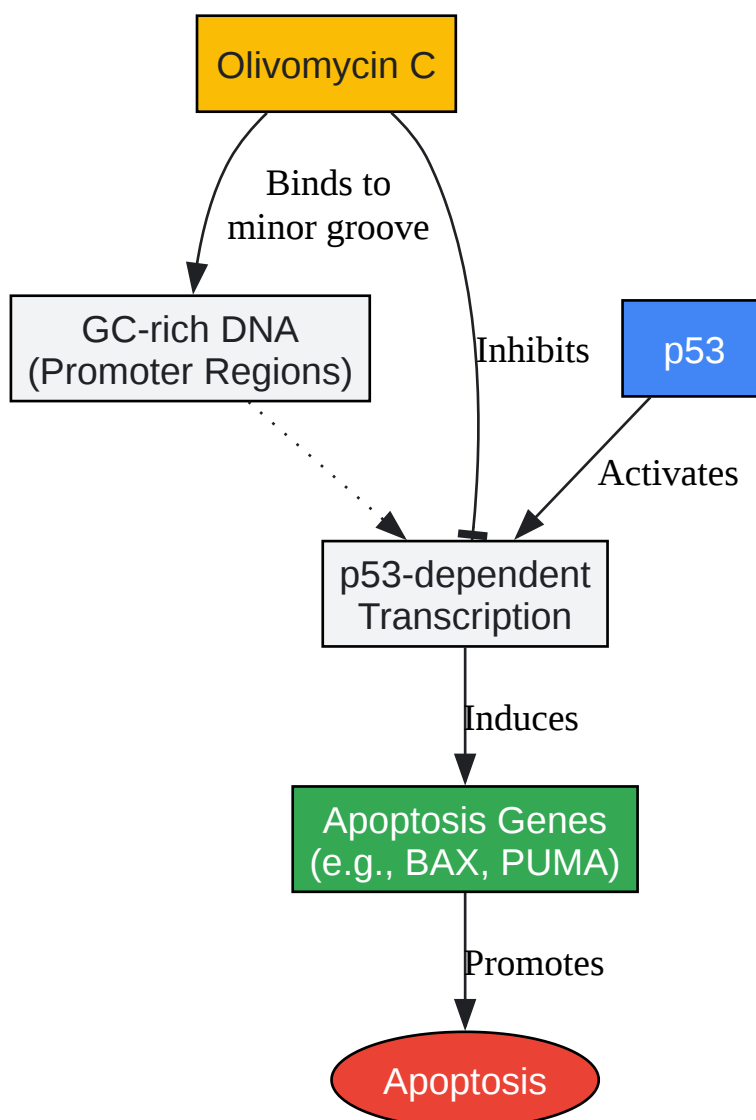 Olivomycin C
Binds to
minor groove
GC-rich DNA
(Promoter Regions)
Inhibits
p53
Activates
p53-dependent
Transcription
Induces
Apoptosis Genes
(e.g., BAX, PUMA)
Promotes
Apoptosis